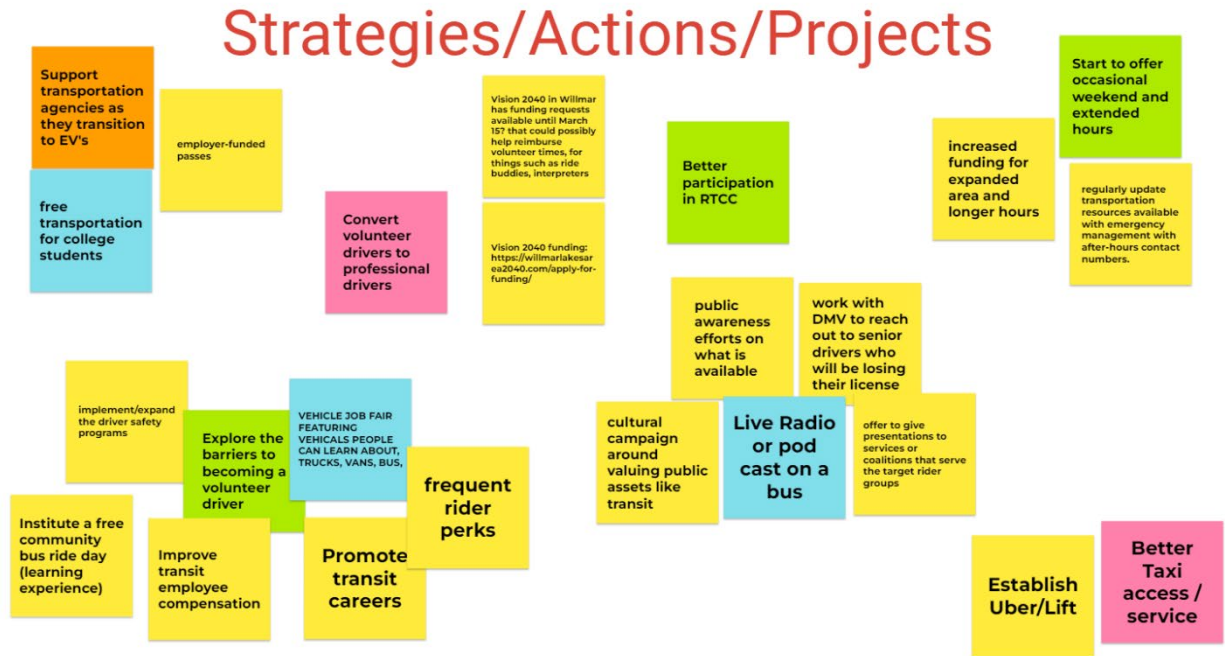 Strategies/Actions/Projects
Support
transportation
agencies as
they transition
to EV's
employer-funded
passes
free
transportation
for college
students
Convert
volunteer
drivers to
professional
drivers
Vision 2040 in Willmar
has funding requests
available until March
15? that could possibly
help reimburse
volunteer times, for
things such as ride
buddies, interpreters
Vision 2040 funding:
https://willmarlakesar
ea2040.com/apply-for-
funding/
Better
participation
in RTCC
increased
funding for
expanded
area and
longer hours
Start to offer
occasional
weekend and
extended
hours
regularly update
transportation
resources available
with emergency
management with
after-hours contact
numbers.
public
awareness
efforts on
what is
available
work with
DMV to reach
out to senior
drivers who
will be losing
their license
cultural
campaign
around
valuing public
assets like
transit
Live Radio
or pod
cast on a
bus
offer to give
presentations to
services or
coalitions that serve
the target rider
groups
implement/expand
the driver safety
programs
Explore the
barriers to
becoming a
volunteer
driver
VEHICLE JOB FAIR
FEATURING
VEHICALS PEOPLE
CAN LEARN ABOUT,
TRUCKS, VANS, BUS,
frequent
rider
perks
Institute a free
community
bus ride day
(learning
experience)
Improve
transit
employee
compensation
Promote
transit
careers
Establish
Uber/Lift
Better
Taxi
access /
service